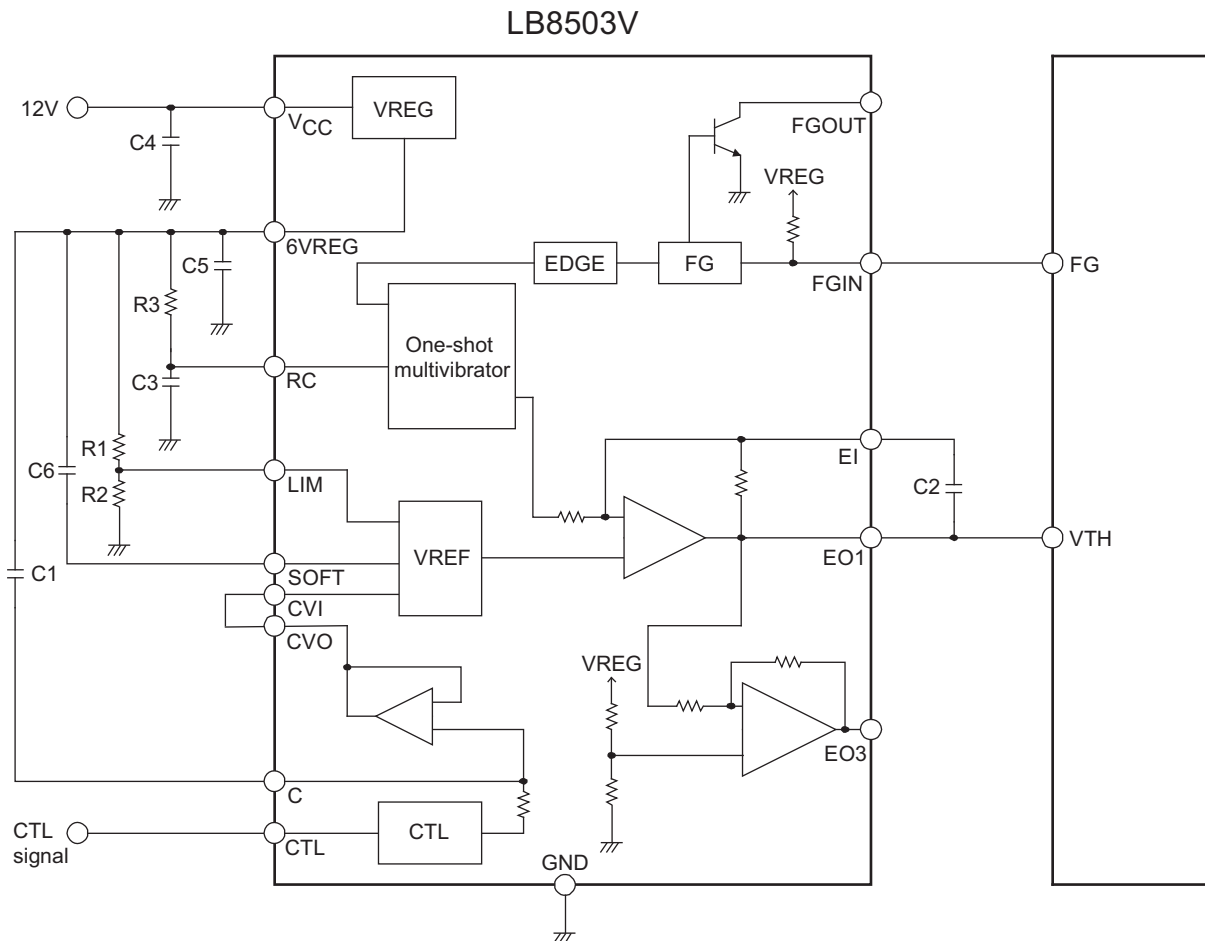 LB8503V
12V
VCC
VREG
C4
FGOUT
VREG
6VREG
C5
EDGE
FG
FGIN
FG
R3
One-shot
multivibrator
RC
C3
R1
EI
C6
LIM
R2
C2
VREF
EO1
VTH
C1
SOFT
CVI
CVO
VREG
EO3
C
CTL
signal
CTL
CTL
GND